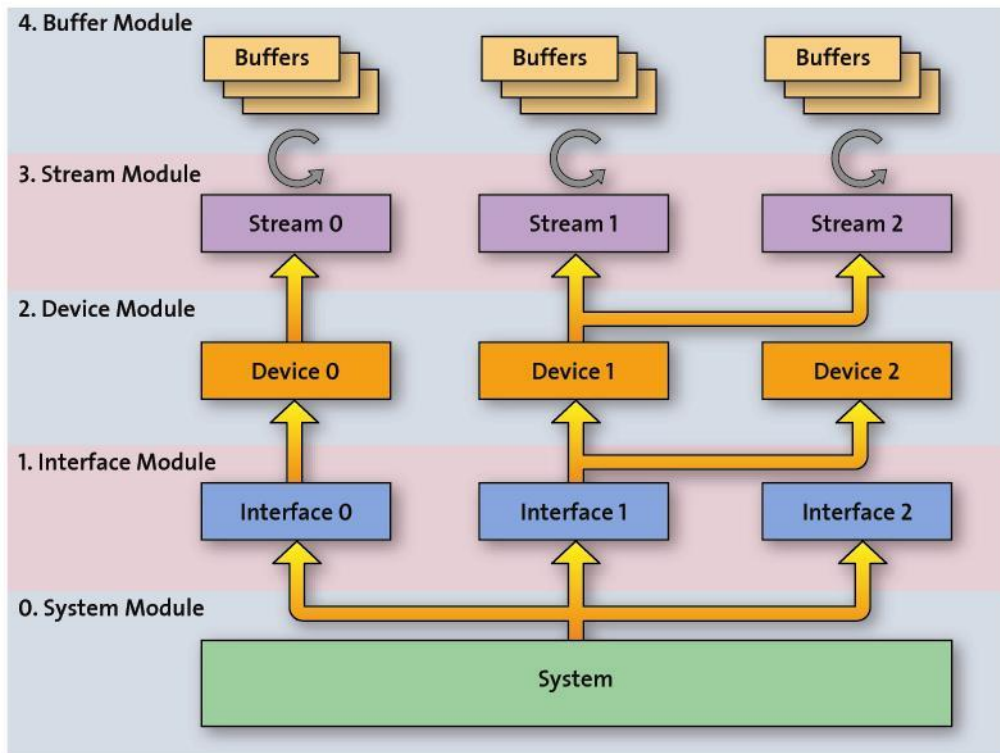 4. Buffer Module
Buffers
Buffers
Buffers
3. Stream Module
Stream 0
Stream 1
Stream 2
2. Device Module
Device 0
Device 1
Device 2
1. Interface Module
Interface 0
Interface 1
Interface 2
0. System Module
System